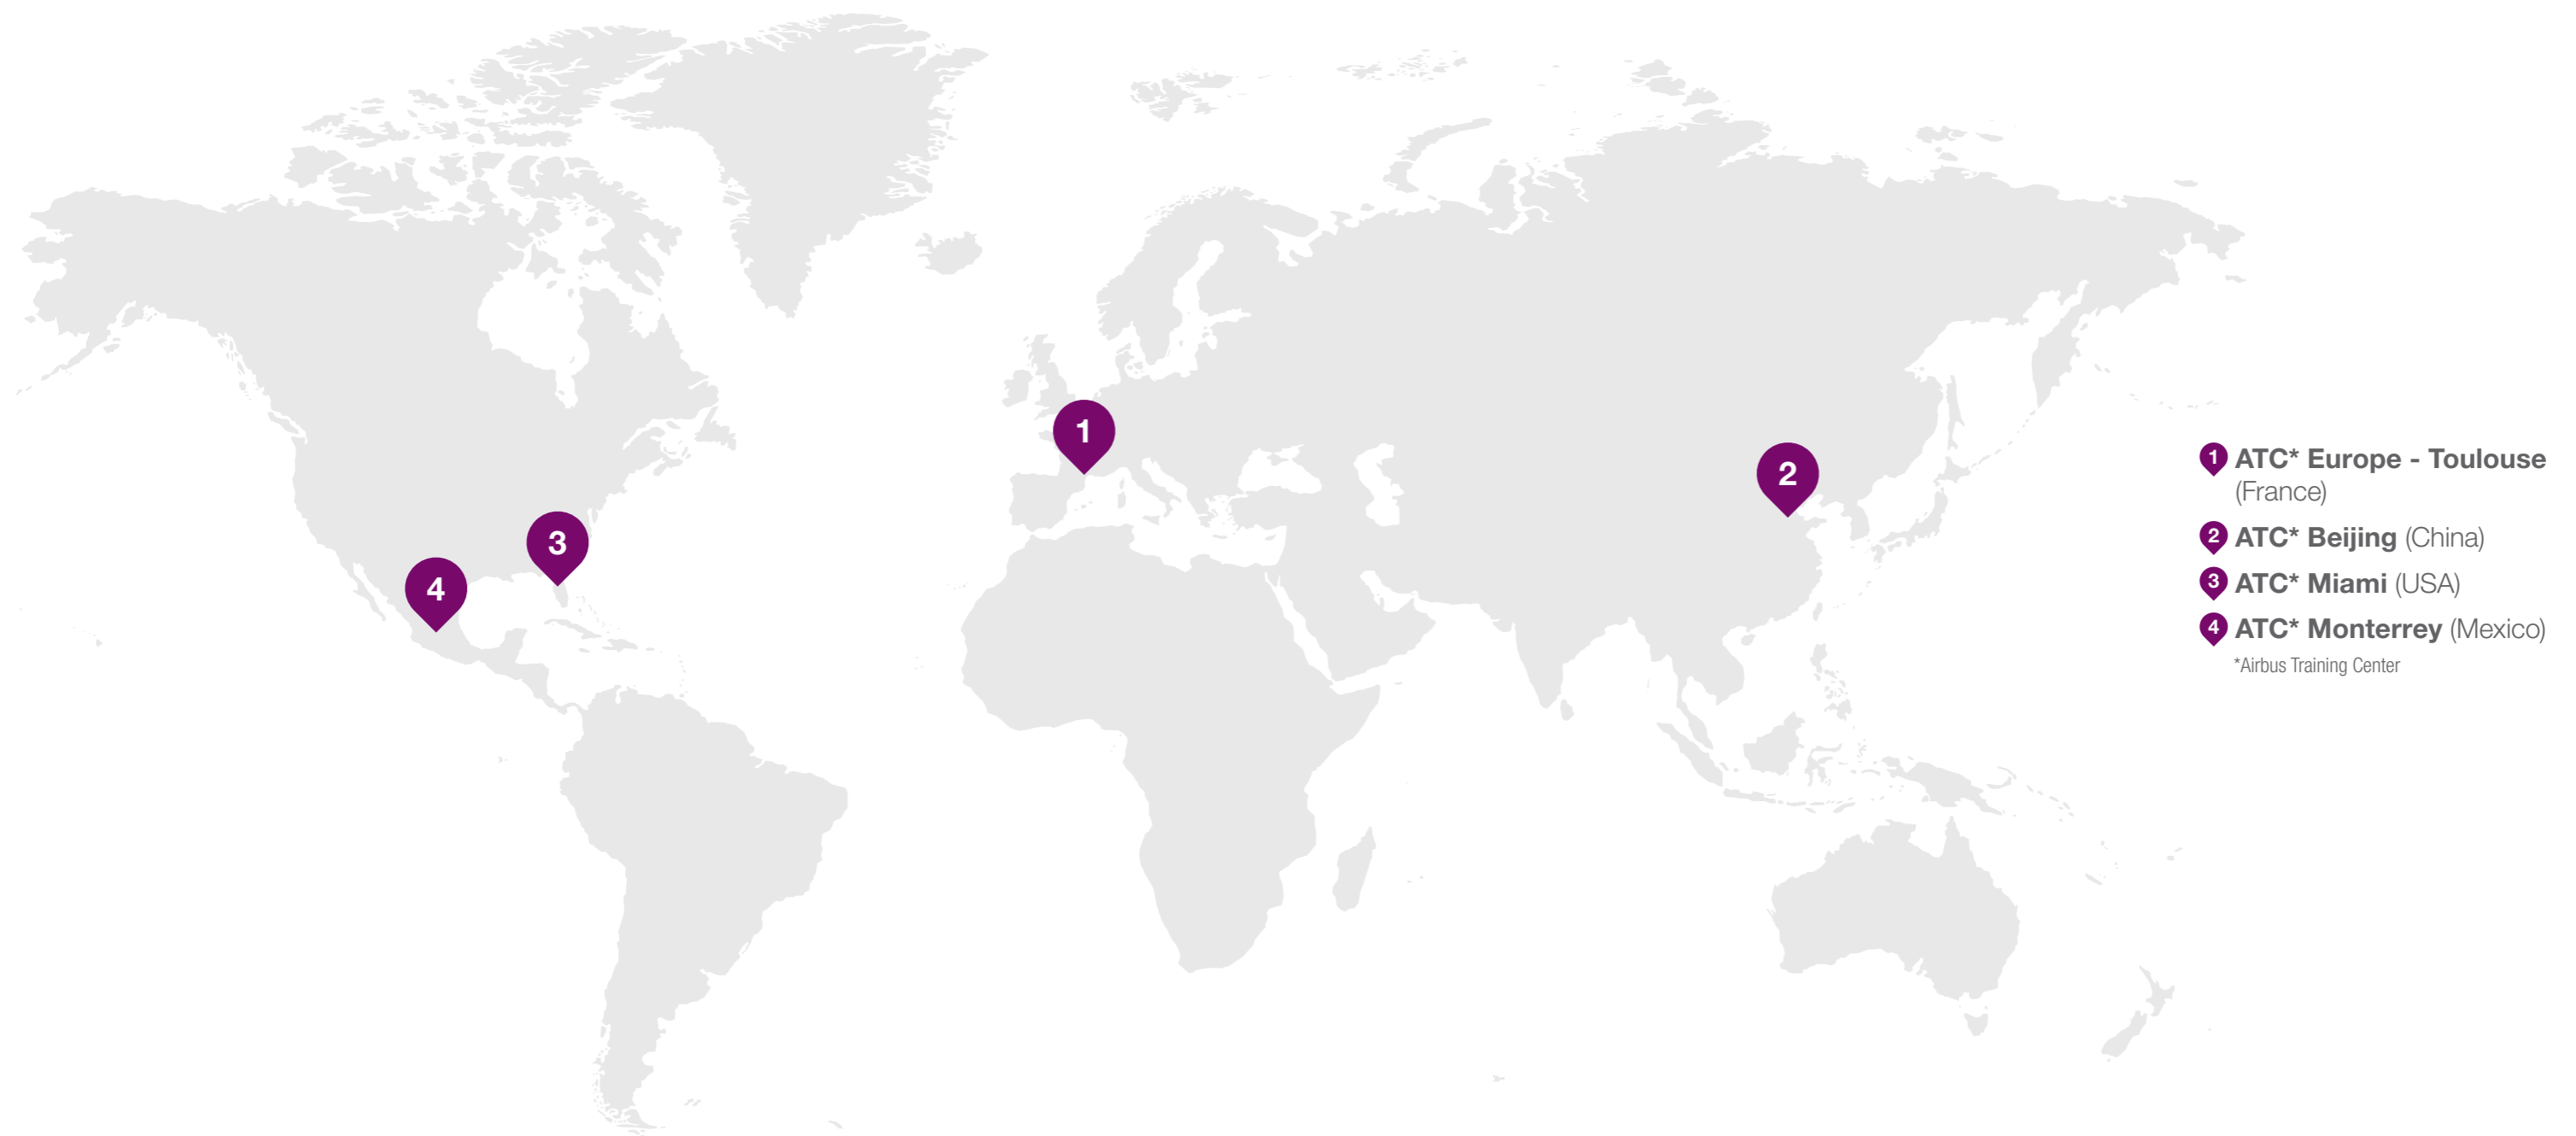 1
2
3
4
1 ATC* Europe - Toulouse
(France)
2 ATC* Beijing (China)
3 ATC* Miami (USA)
4 ATC* Monterrey (Mexico)
*Airbus Training Center